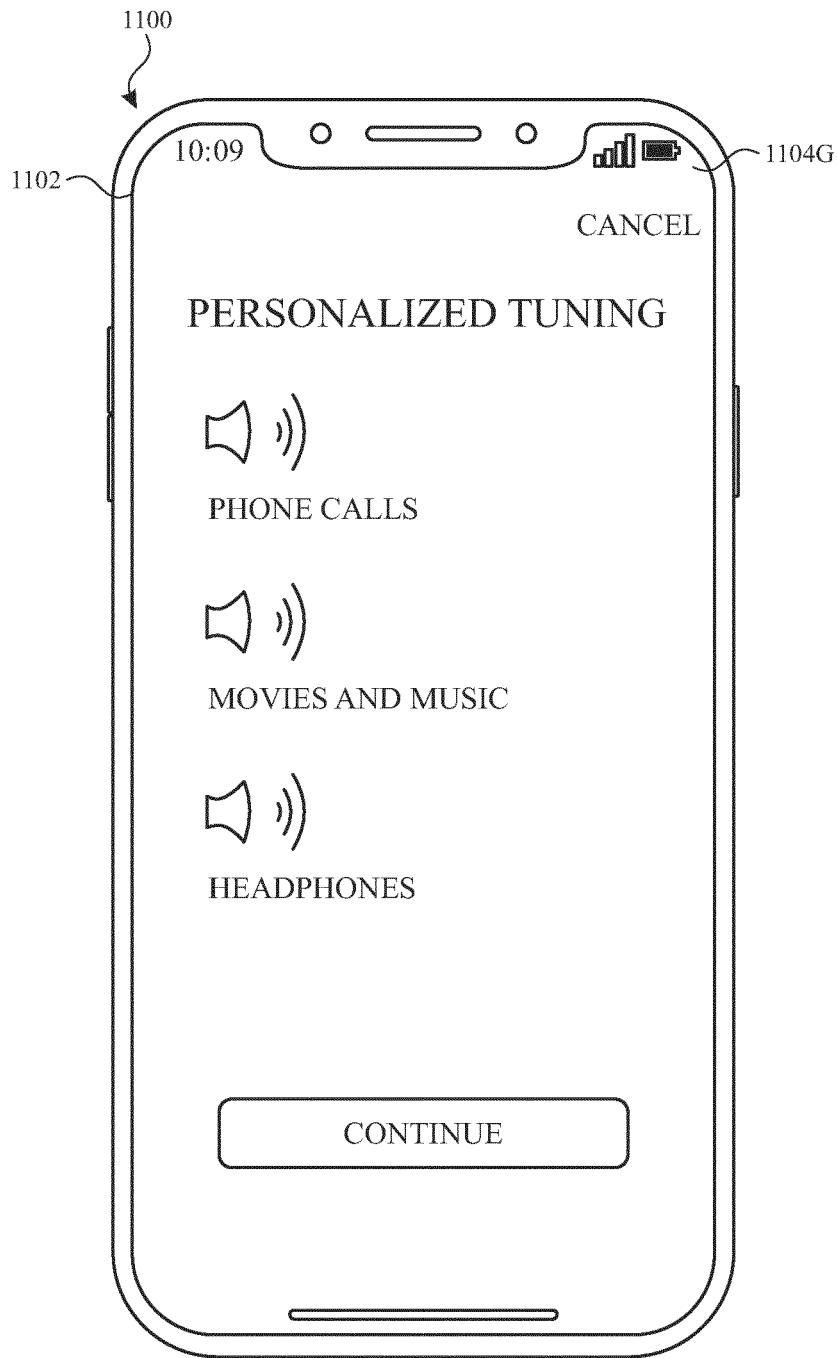 1100
10:09
1104G
1102
CANCEL
PERSONALIZED TUNING
PHONE CALLS
MOVIES AND MUSIC
HEADPHONES
CONTINUE